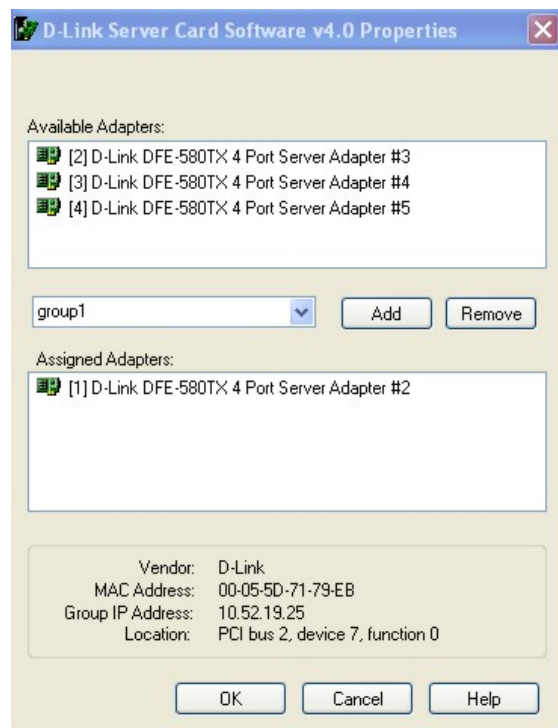 D-Link Server Card Software v4.0 Properties
Available Adapters:
[2] D-Link DFE-580TX 4 Port Server Adapter #3
[3] D-Link DFE-580TX 4 Port Server Adapter #4
[4] D-Link DFE-580TX 4 Port Server Adapter #5
group1
Add
Remove
Assigned Adapters:
[1] D-Link DFE-580TX 4 Port Server Adapter #2
Vendor: D-Link
MAC Address: 00-05-5D-71-79-EB
Group IP Address: 10.52.19.25
Location: PCI bus 2, device 7, function 0
OK
Cancel
Help